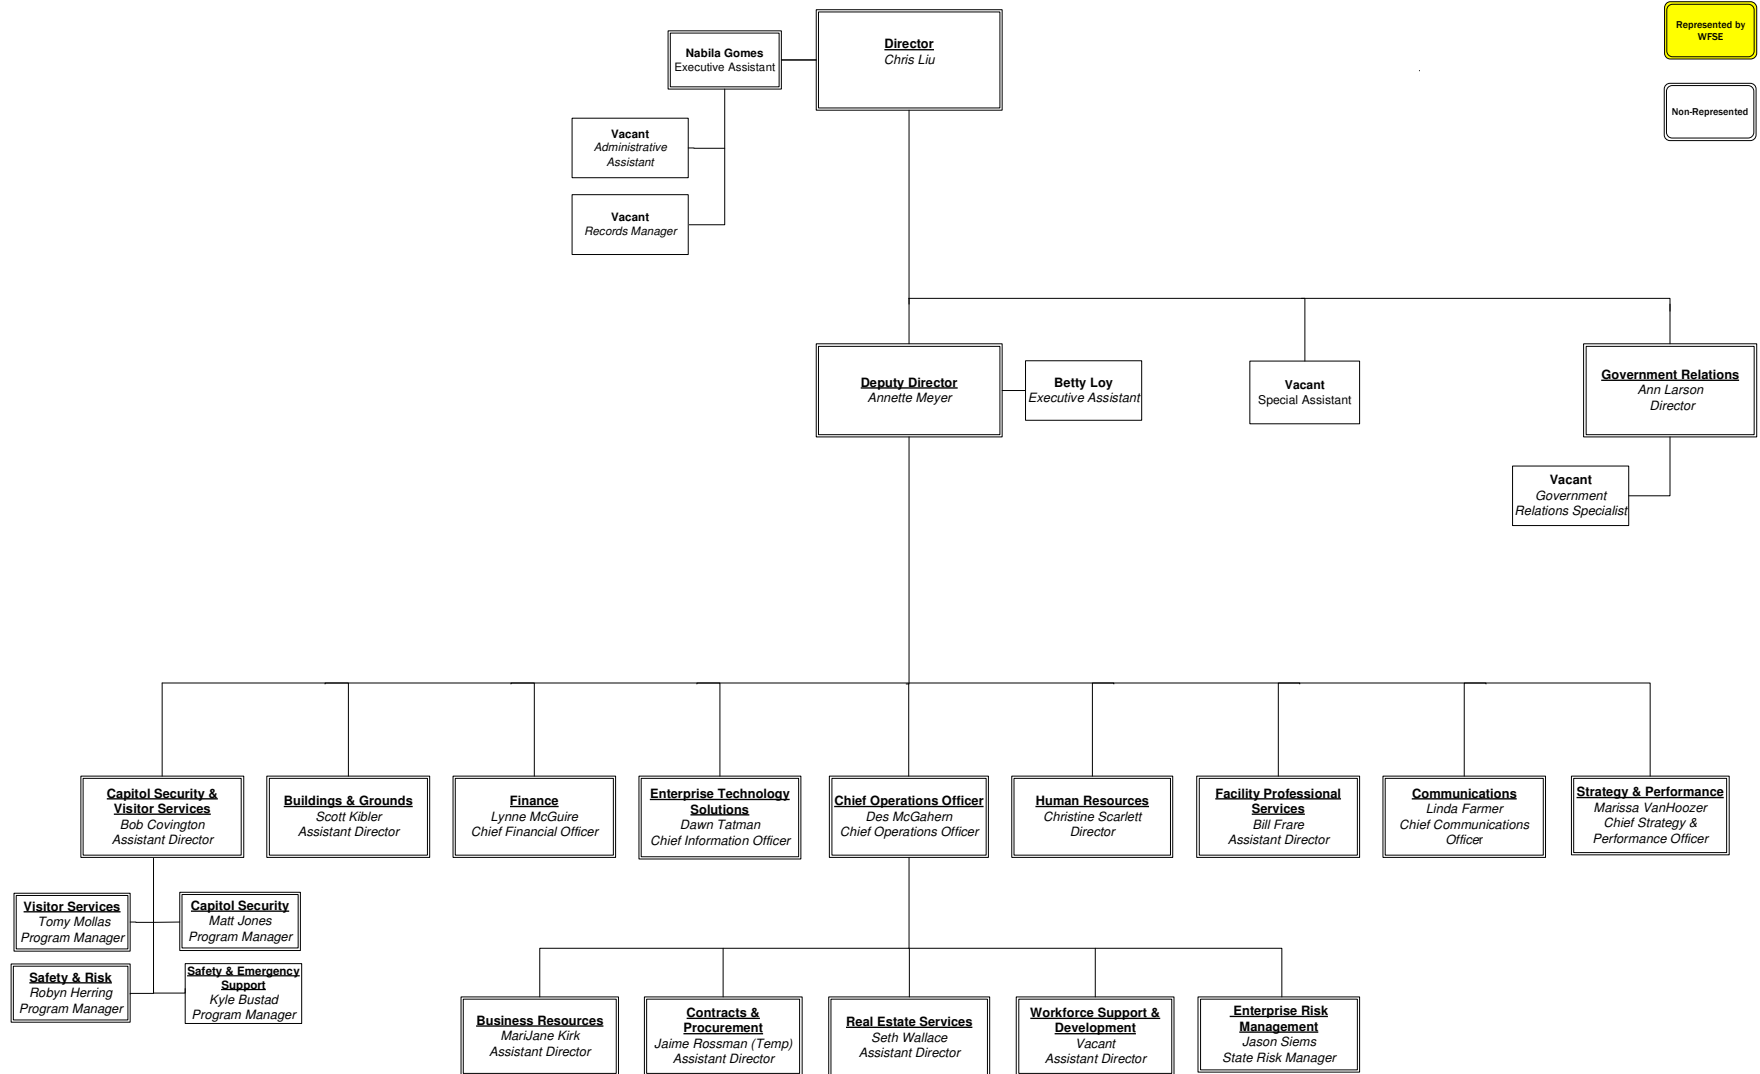 Represented by
WFSE
Non-Represented
Director
Chris Liu
Nabila Gomes
Executive Assistant
Vacant
Administrative
Assistant
Vacant
Records Manager
Deputy Director
Annette Meyer
Betty Loy
Executive Assistant
Vacant
Special Assistant
Government Relations
Ann Larson
Director
Vacant
Government
Relations Specialist
Capitol Security &
Visitor Services
Bob Covington
Assistant Director
Buildings & Grounds
Scott Kibler
Assistant Director
Finance
Lynne McGuire
Chief Financial Officer
Enterprise Technology
Solutions
Dawn Tatman
Chief Information Officer
Chief Operations Officer
Des McGahern
Chief Operations Officer
Human Resources
Christine Scarlett
Director
Facility Professional
Services
Bill Frare
Assistant Director
Communications
Linda Farmer
Chief Communications
Officer
Strategy & Performance
Marissa VanHoozer
Chief Strategy &
Performance Officer
Visitor Services
Tomy Mollas
Program Manager
Capitol Security
Matt Jones
Program Manager
Safety & Risk
Robyn Herring
Program Manager
Safety & Emergency
Support
Kyle Bustad
Program Manager
Business Resources
MariJane Kirk
Assistant Director
Contracts &
Procurement
Jaime Rossman (Temp)
Assistant Director
Real Estate Services
Seth Wallace
Assistant Director
Workforce Support &
Development
Vacant
Assistant Director
Enterprise Risk
Management
Jason Siems
State Risk Manager